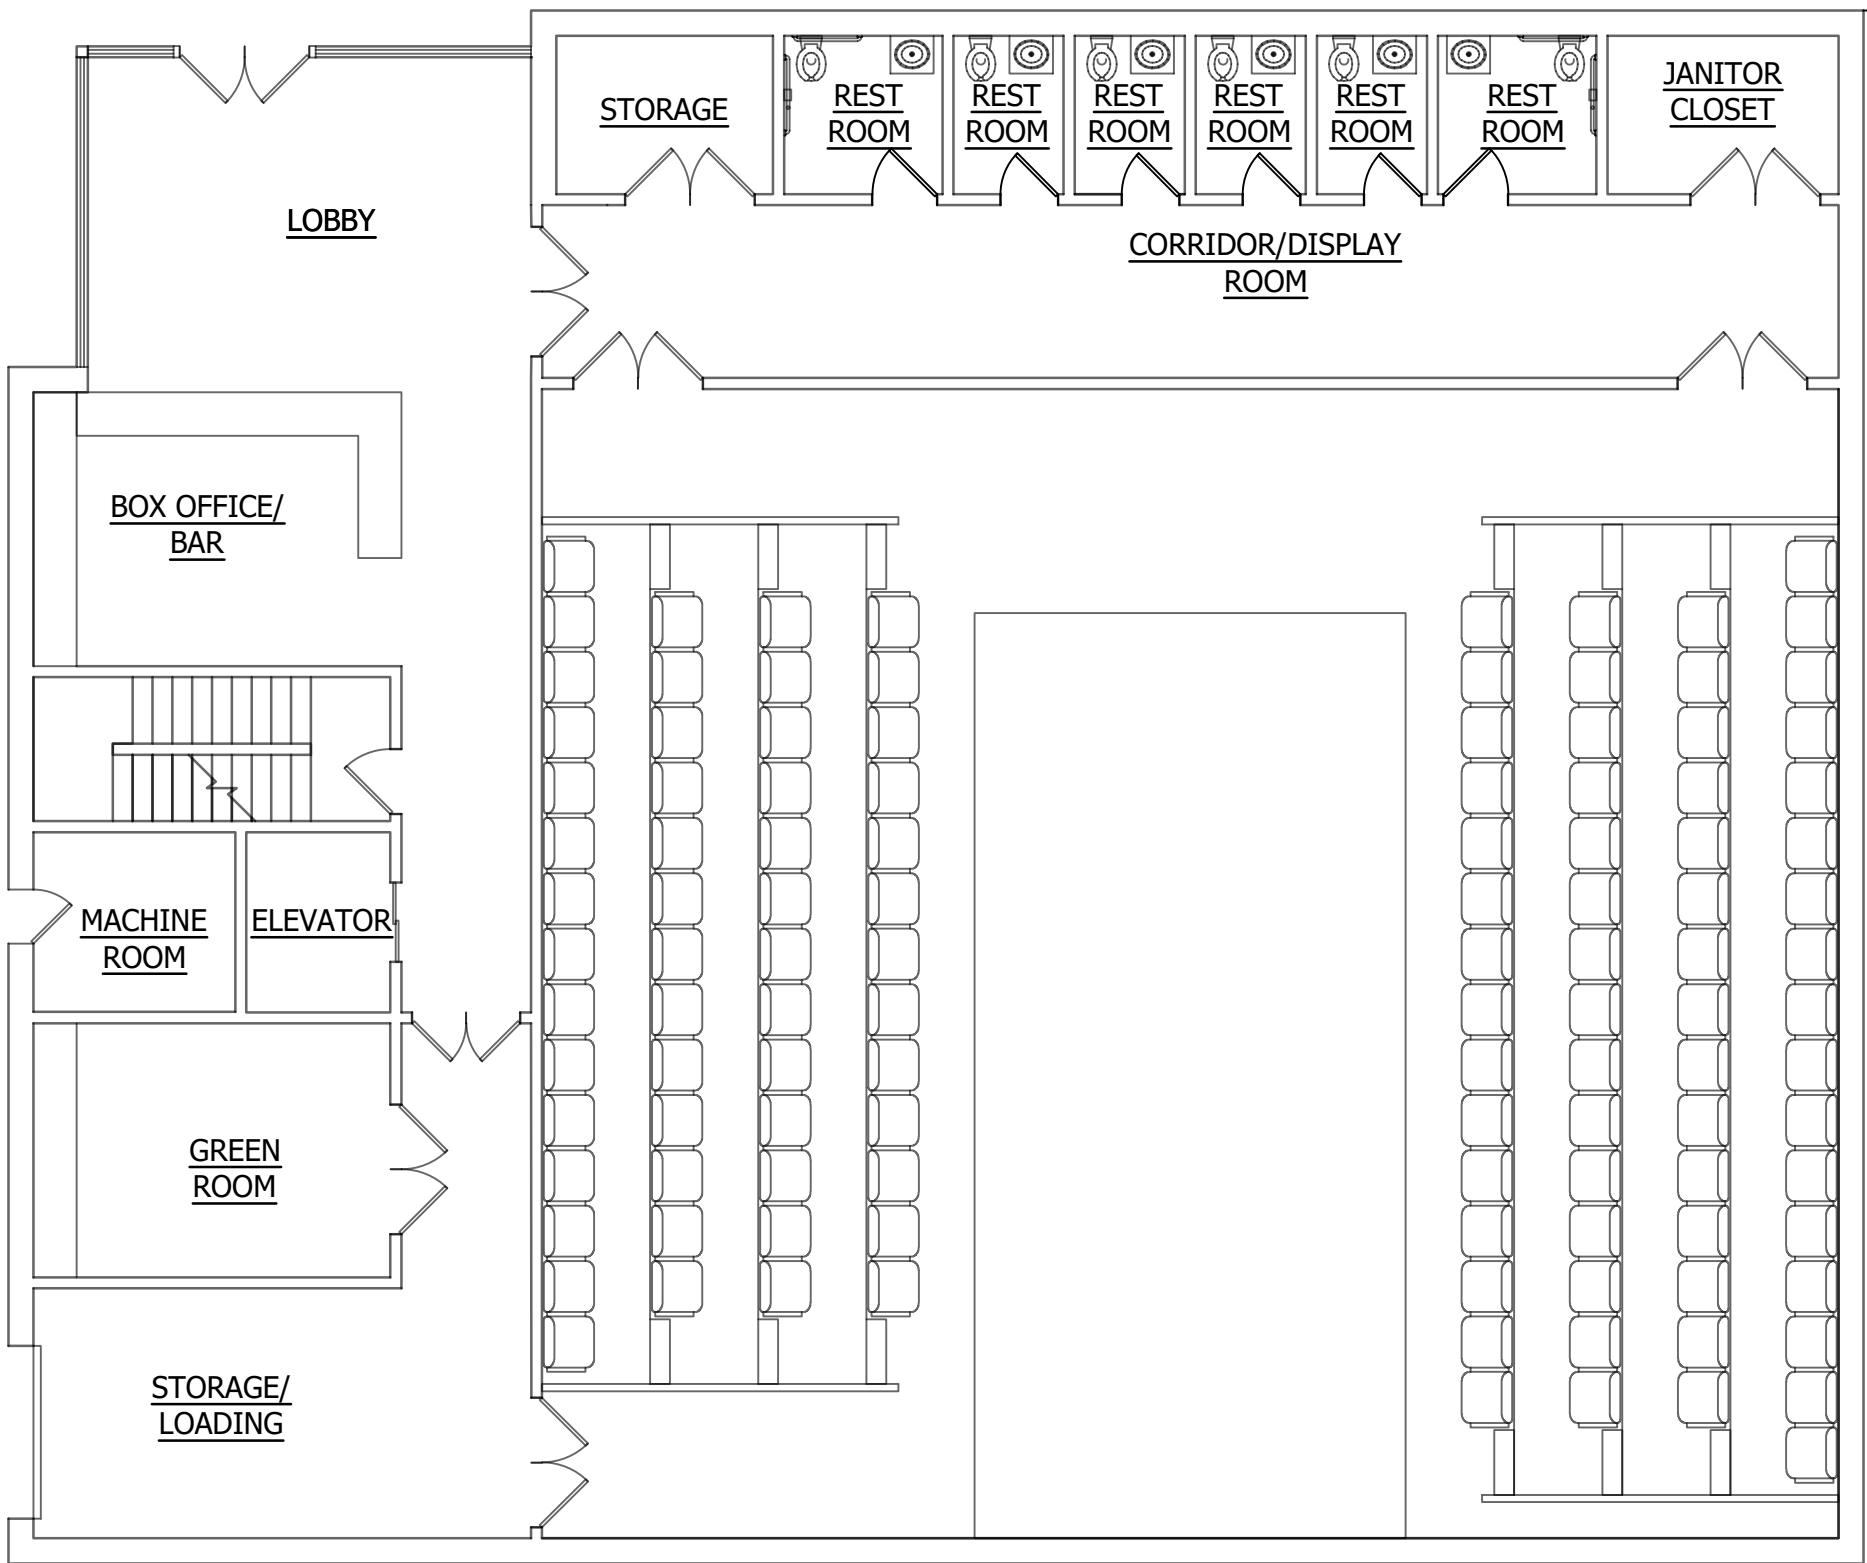 STORAGE
REST
ROOM
REST
ROOM
REST
ROOM
REST
ROOM
REST
ROOM
REST
ROOM
JANITOR
CLOSET
LOBBY
CORRIDOR/DISPLAY
ROOM
BOX OFFICE/
BAR
MACHINE
ROOM
ELEVATOR
GREEN
ROOM
STORAGE/
LOADING